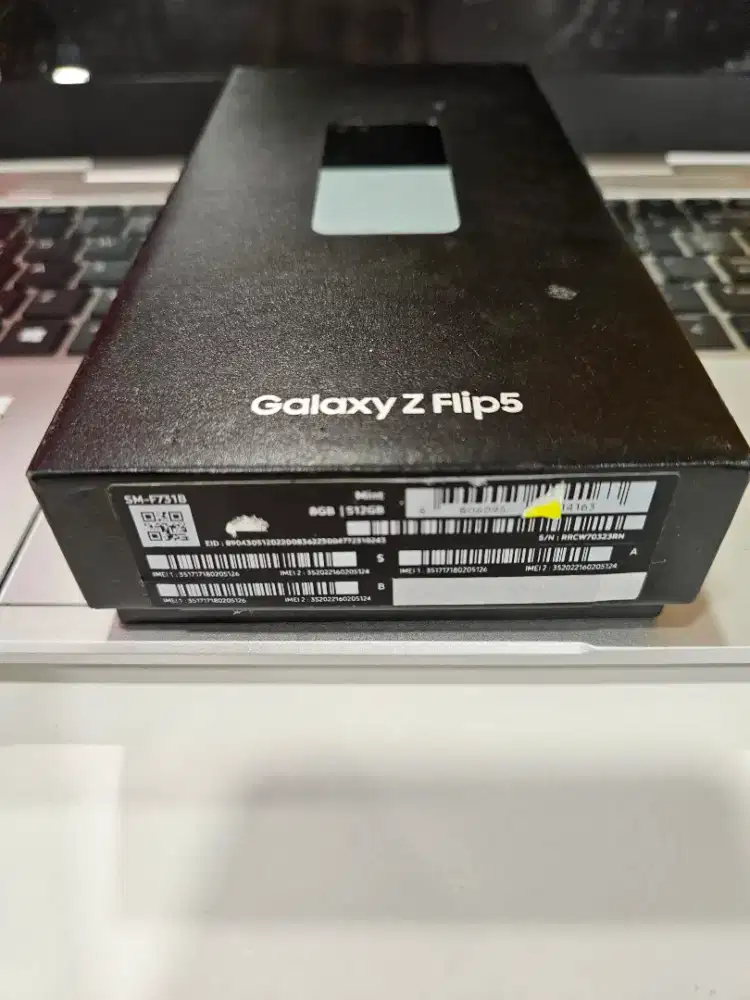 Galaxy Z Flip5
SM-F731B
Mint
8GB | 512GB
S/N : RRCW70323RN
S
A
IMEI 1 : 351717180205126
IMEI 2 : 352022160205124
IMEI 1 : 351717180205126
IMEI 2 : 352022160205124
B
IMEI 1 : 351717180205126
IMEI 2 : 352022160205124